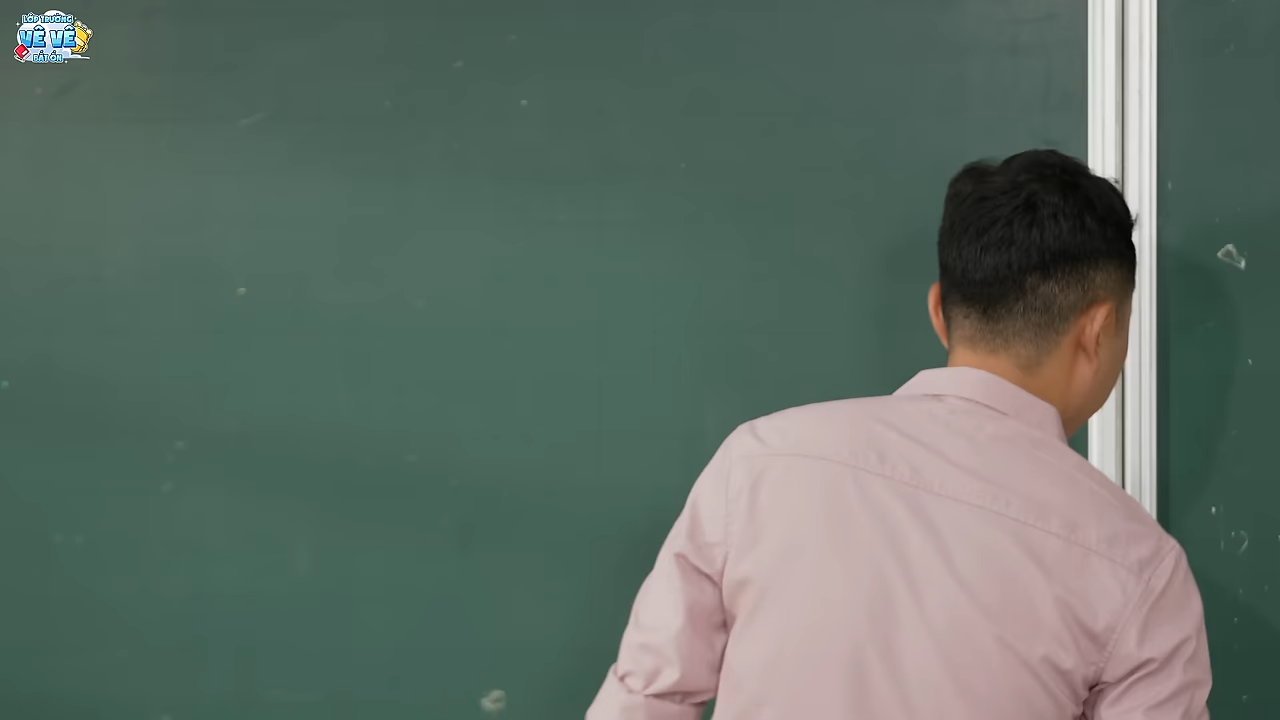 LỚP TRƯỞNG
VÊ VÊ
BẤT ỔN